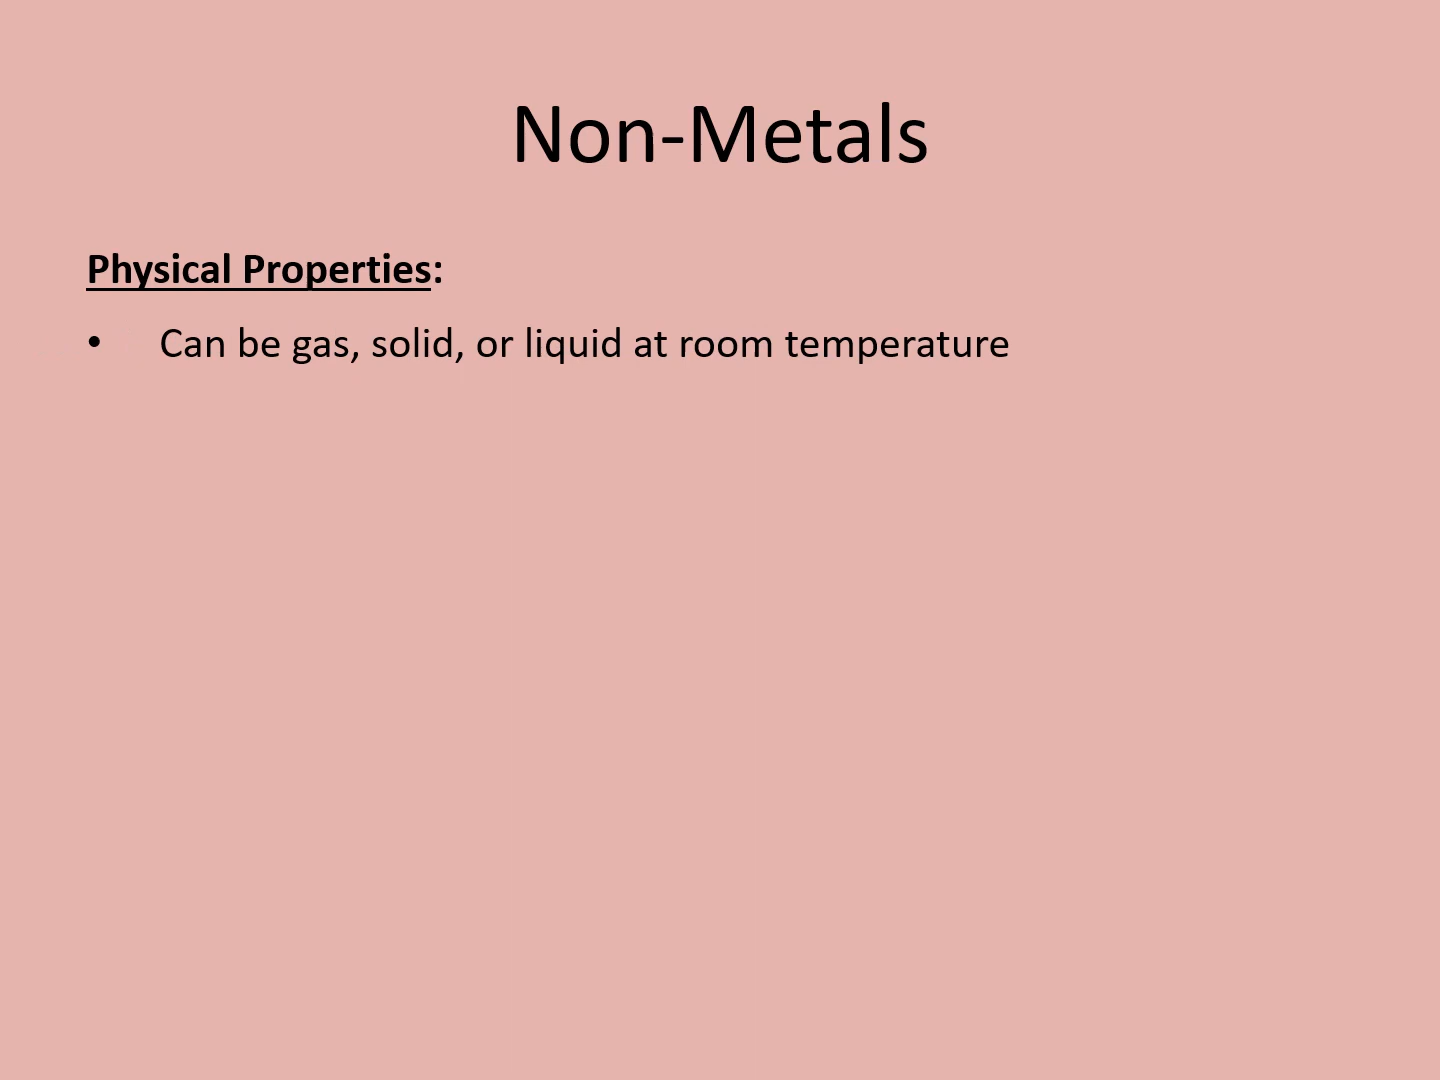 Non-Metals
Physical Properties:
• Can be gas, solid, or liquid at room temperature